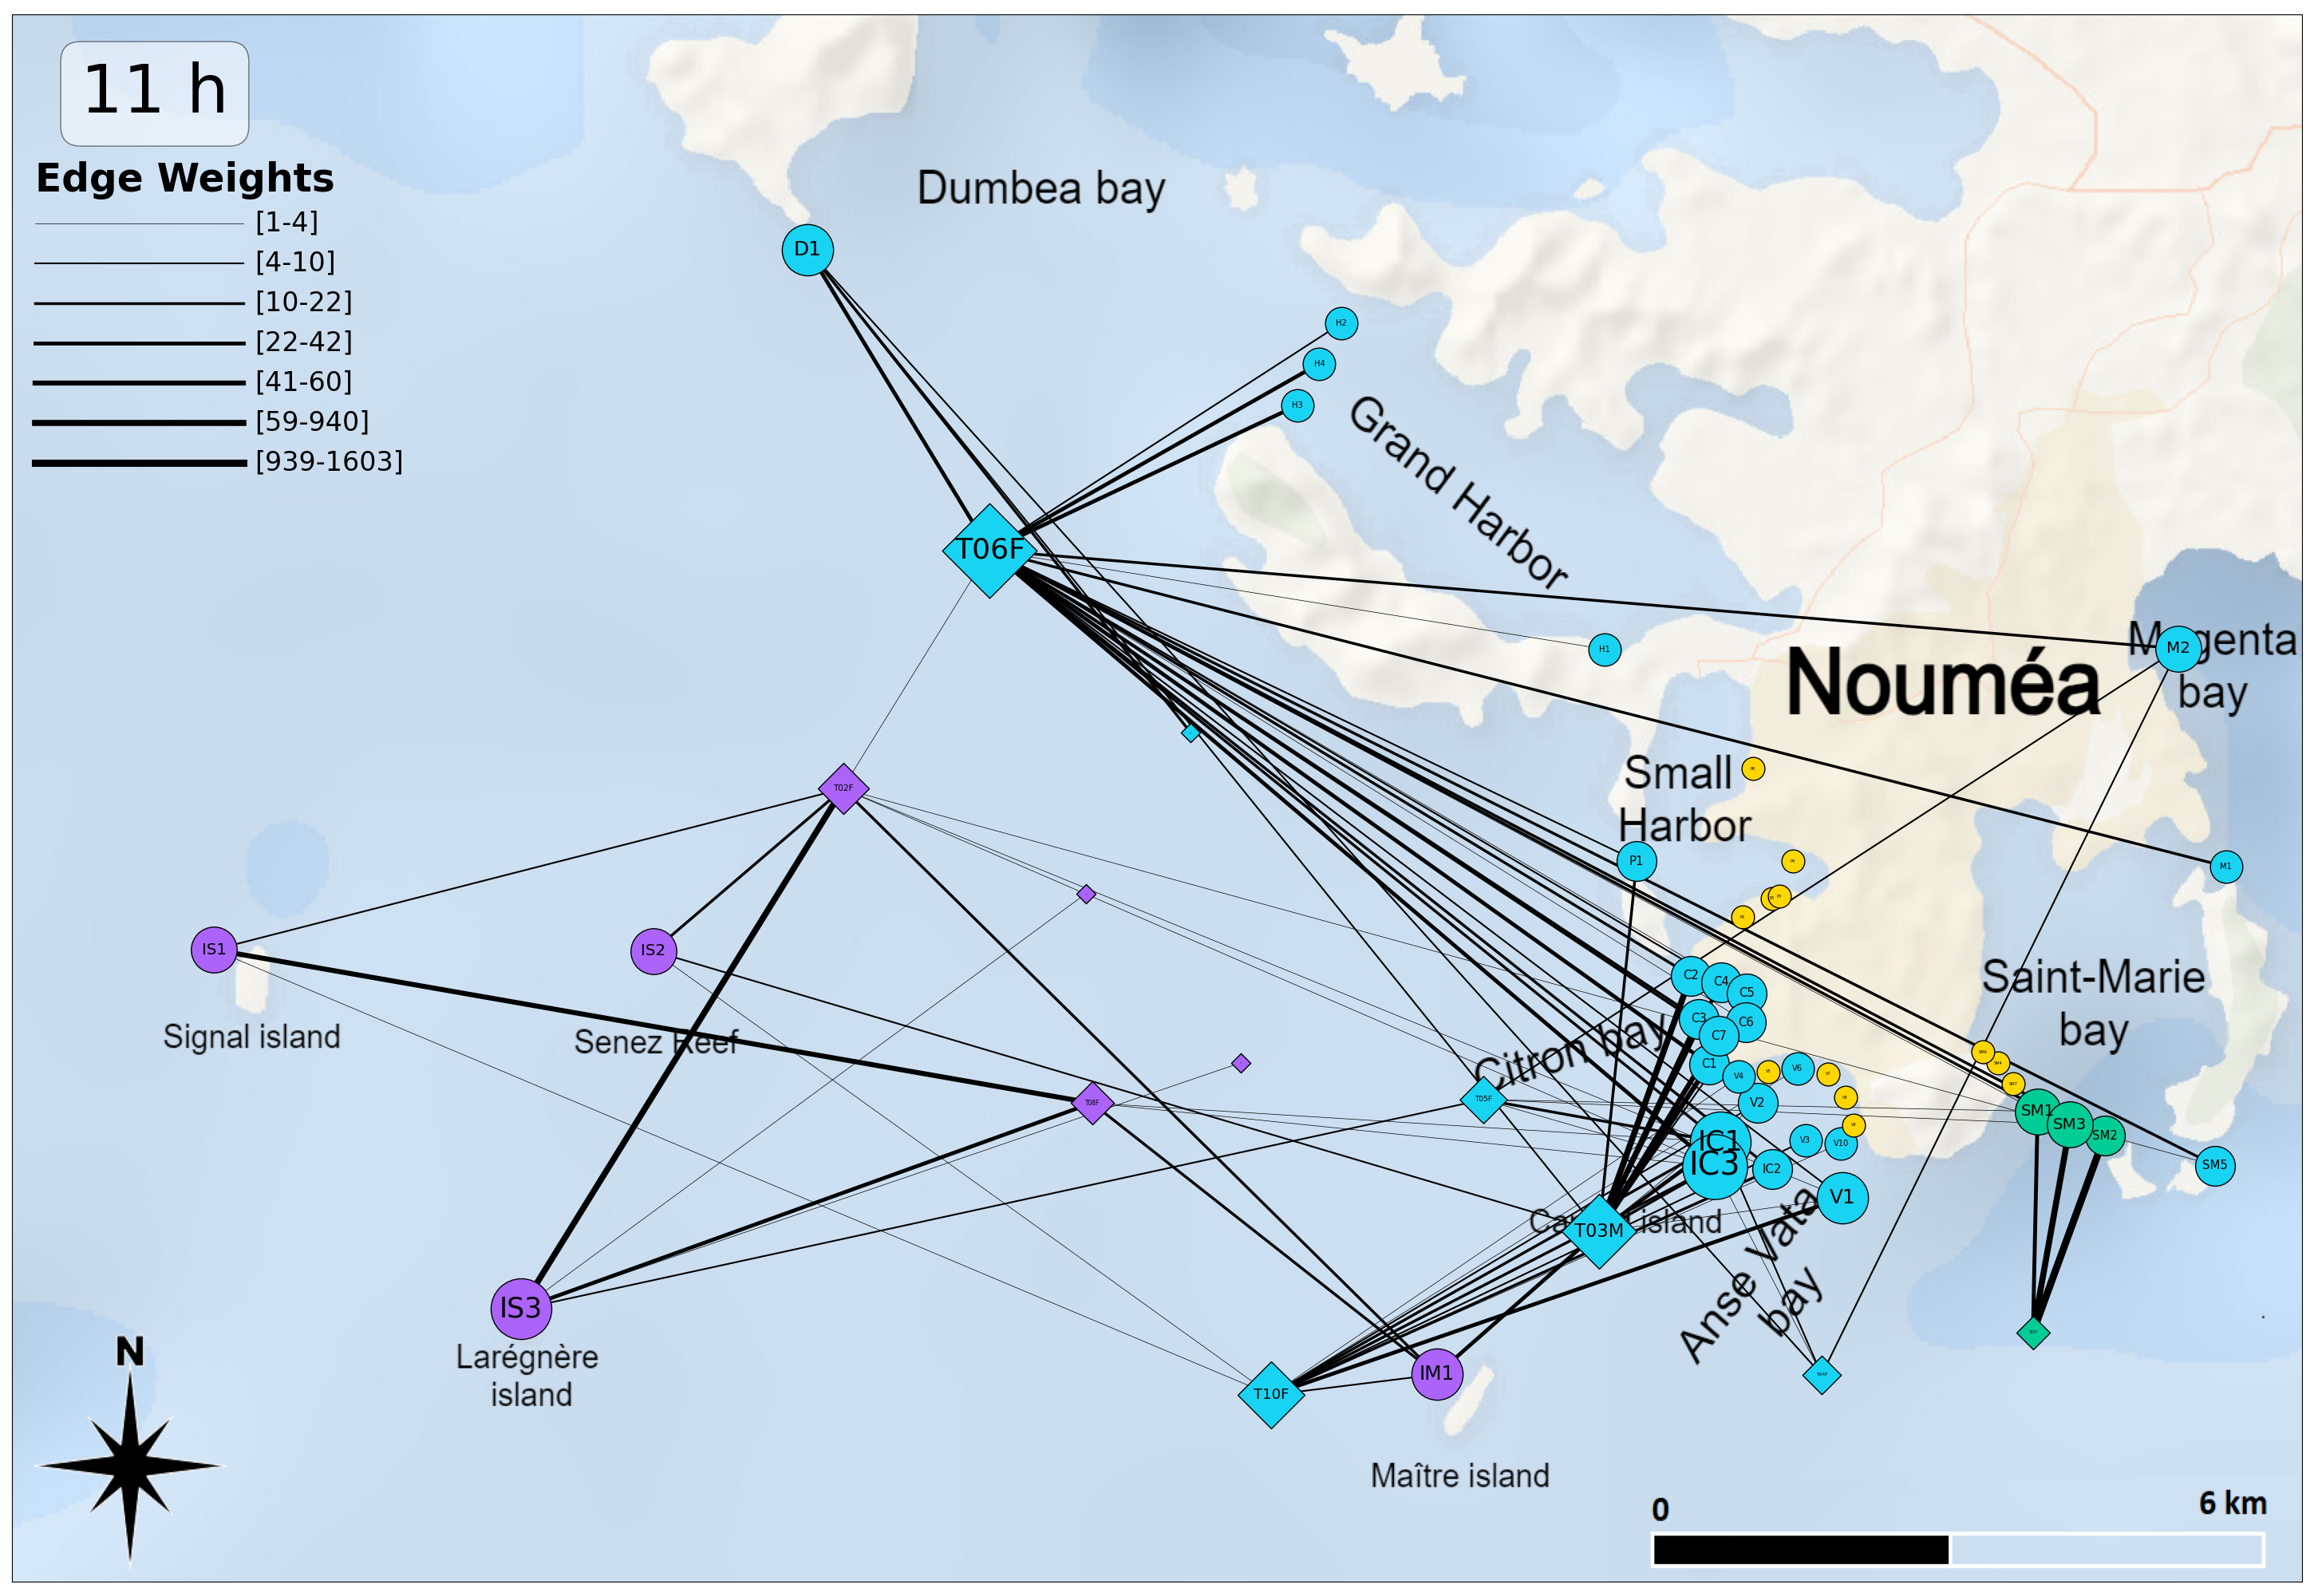 11 h
Edge Weights
[1-4]
[4-10]
[10-22]
[22-42]
[41-60]
[59-940]
[939-1603]
Dumbea bay
D1
H2
H4
H3
Grand Harbor
T06F
H1
Magenta
bay
M2
Nouméa
Small
Harbor
P1
M1
T02F
IS1
IS2
Signal island
Senez Reef
C2
C4
C5
C3
C6
C7
C1
Citron bay
Saint-Marie
bay
V4
V6
V2
T05F
T08F
IC1
IC3
IC2
V3
V10
V1
SM1
SM3
SM2
SM5
T03M
island
Anse Vata
bay
IS3
Larégnère
island
T10F
IM1
Maître island
N
0
6 km